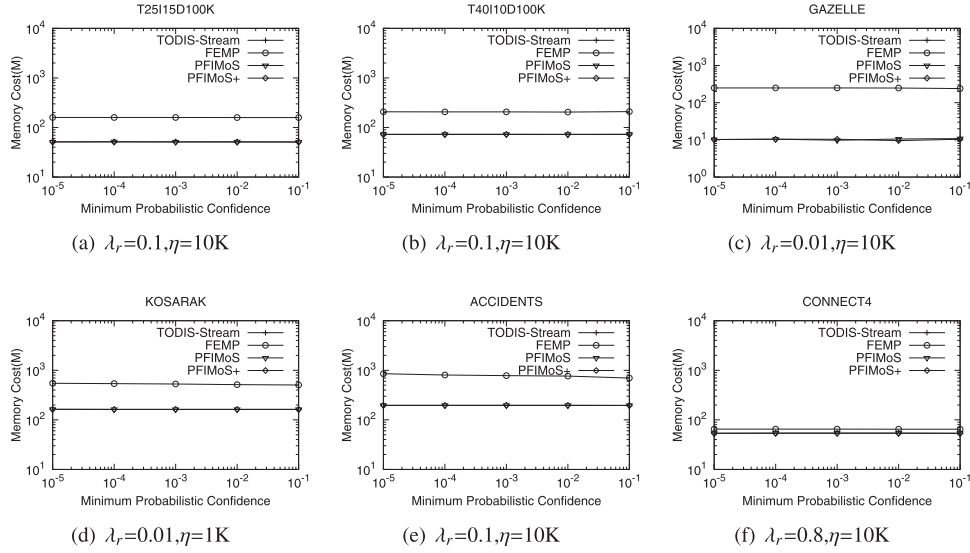 T25I15D100K
Memory Cost(M)
10^4
10^3
10^2
10^1
TODIS-Stream
FEMP
PFIMoS
PFIMoS+
10^-5 10^-4 10^-3 10^-2 10^-1
Minimum Probabilistic Confidence
(a) λr=0.1,η=10K
T40I10D100K
Memory Cost(M)
10^4
10^3
10^2
10^1
TODIS-Stream
FEMP
PFIMoS
PFIMoS+
10^-5 10^-4 10^-3 10^-2 10^-1
Minimum Probabilistic Confidence
(b) λr=0.1,η=10K
GAZELLE
Memory Cost(M)
10^4
10^3
10^2
10^1
10^0
TODIS-Stream
FEMP
PFIMoS
PFIMoS+
10^-5 10^-4 10^-3 10^-2 10^-1
Minimum Probabilistic Confidence
(c) λr=0.01,η=10K
KOSARAK
Memory Cost(M)
10^4
10^3
10^2
10^1
TODIS-Stream
FEMP
PFIMoS
PFIMoS+
10^-5 10^-4 10^-3 10^-2 10^-1
Minimum Probabilistic Confidence
(d) λr=0.01,η=1K
ACCIDENTS
Memory Cost(M)
10^4
10^3
10^2
10^1
TODIS-Stream
FEMP
PFIMoS
PFIMoS+
10^-5 10^-4 10^-3 10^-2 10^-1
Minimum Probabilistic Confidence
(e) λr=0.1,η=10K
CONNECT4
Memory Cost(M)
10^4
10^3
10^2
10^1
TODIS-Stream
FEMP
PFIMoS
PFIMoS+
10^-5 10^-4 10^-3 10^-2 10^-1
Minimum Probabilistic Confidence
(f) λr=0.8,η=10K